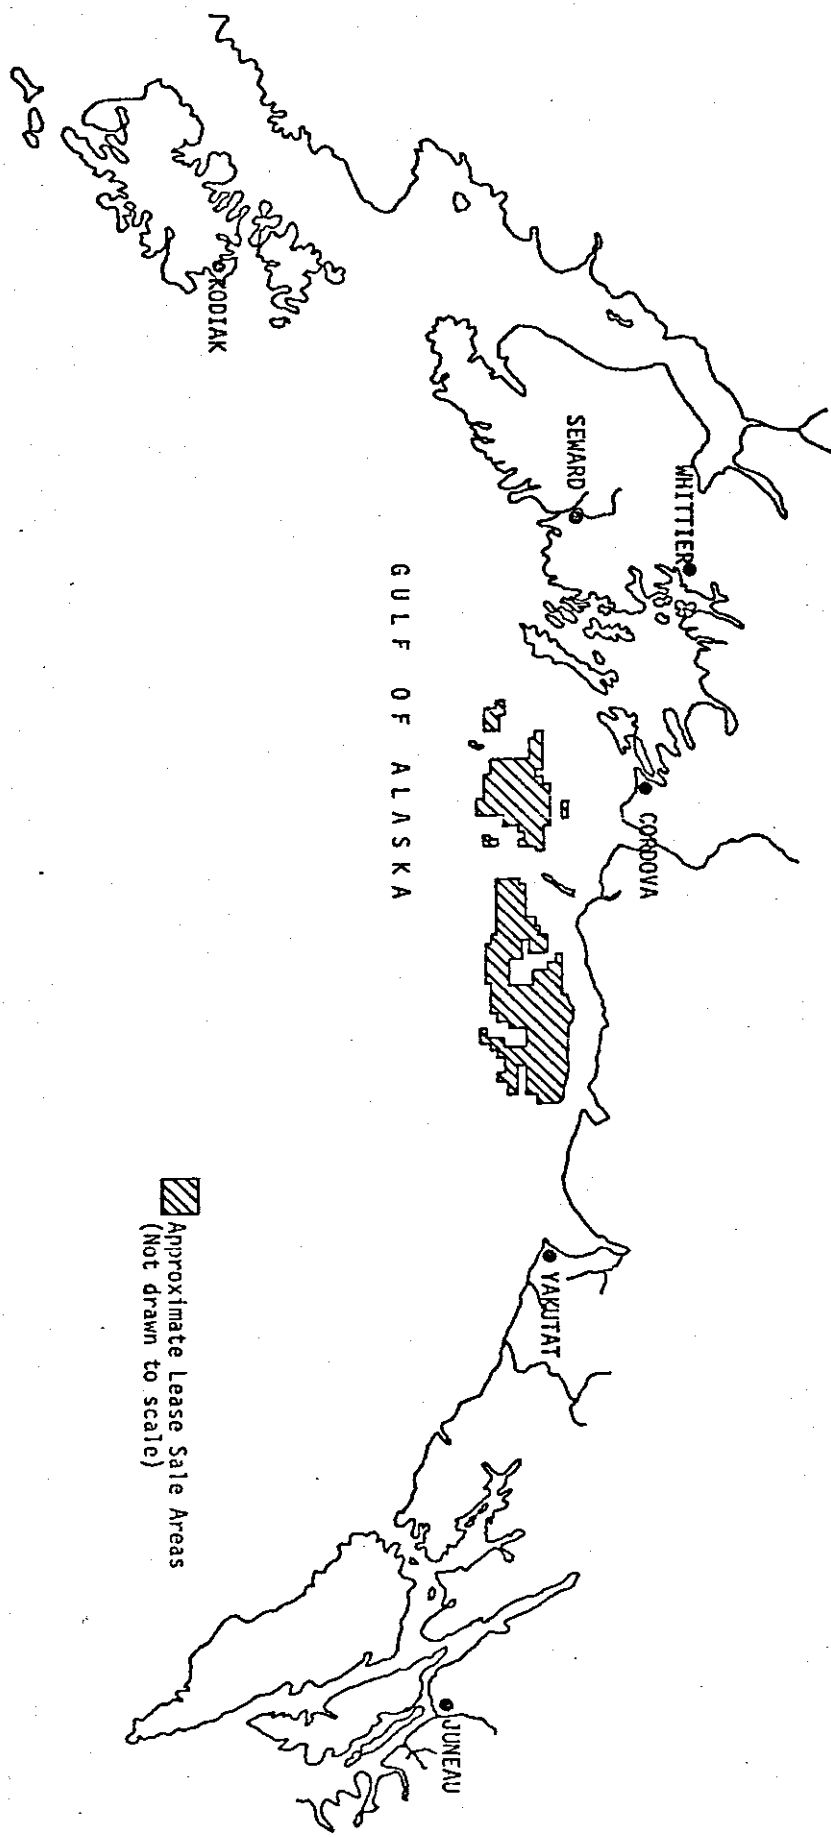 KODIAK
SEWARD
WHITTIER
GULF OF ALASKA
CORDOVA
YAKUTAT
JUNEAU
Approximate Lease Sale Areas
(Not drawn to scale)